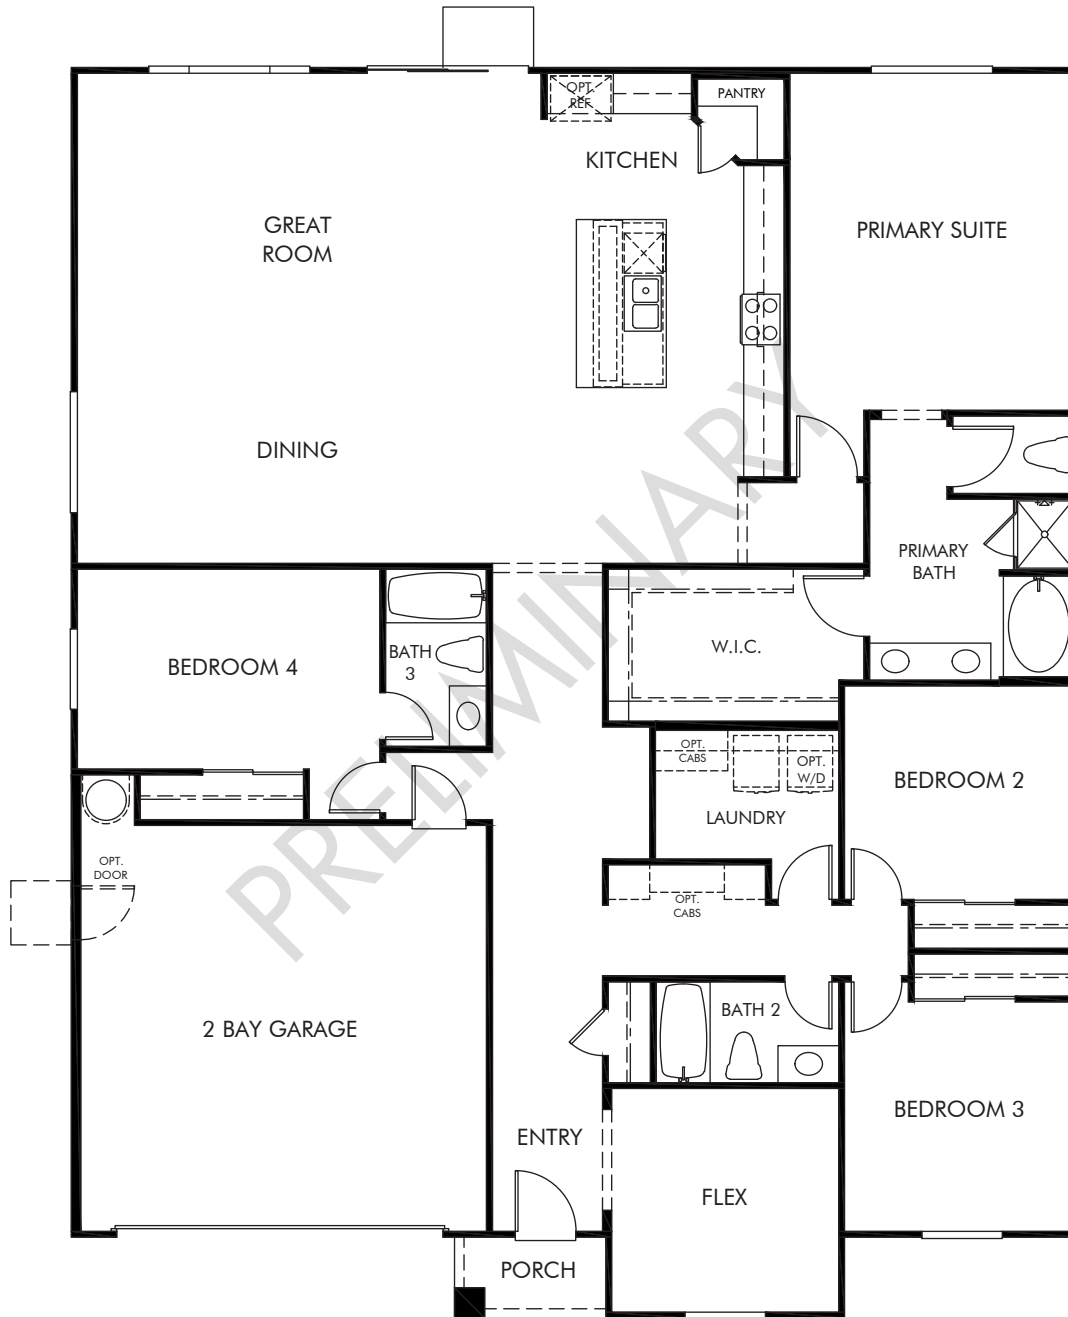 OPT.
REF
PANTRY
KITCHEN
GREAT
ROOM
PRIMARY SUITE
DINING
PRIMARY
BATH
W.I.C.
BATH
3
BEDROOM 4
OPT.
CABS
OPT.
W/D
BEDROOM 2
LAUNDRY
OPT.
DOOR
OPT.
CABS
BATH 2
2 BAY GARAGE
BEDROOM 3
ENTRY
FLEX
PORCH
PRELIMINARY